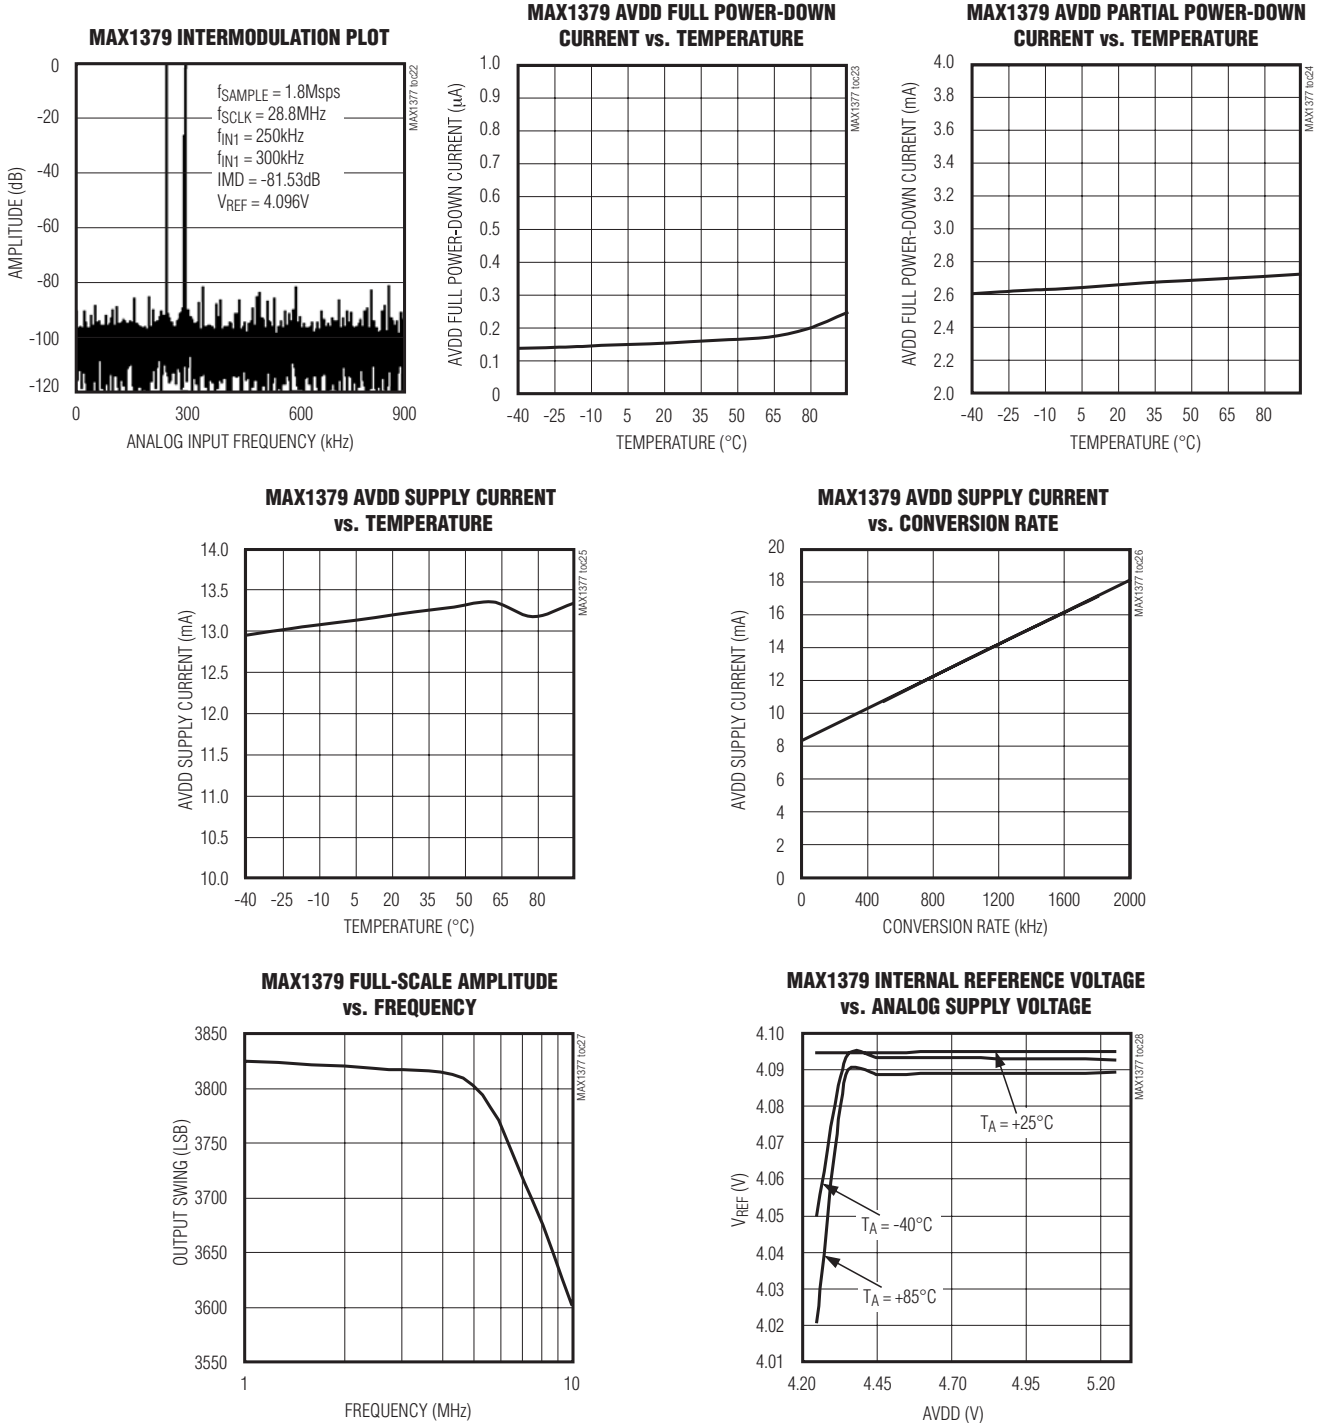 MAX1379 INTERMODULATION PLOT
0
-20
-40
-60
-80
-100
-120
AMPLITUDE (dB)
fSAMPLE = 1.8Msps
fSCLK = 28.8MHz
fIN1 = 250kHz
fIN1 = 300kHz
IMD = -81.53dB
VREF = 4.096V
MAX1377 toc22
0 300 600 900
ANALOG INPUT FREQUENCY (kHz)
MAX1379 AVDD FULL POWER-DOWN
CURRENT vs. TEMPERATURE
1.0
0.9
0.8
0.7
0.6
0.5
0.4
0.3
0.2
0.1
0
AVDD FULL POWER-DOWN CURRENT (µA)
MAX1377 toc23
-40 -25 -10 5 20 35 50 65 80
TEMPERATURE (°C)
MAX1379 AVDD PARTIAL POWER-DOWN
CURRENT vs. TEMPERATURE
4.0
3.8
3.6
3.4
3.2
3.0
2.8
2.6
2.4
2.2
2.0
AVDD FULL POWER-DOWN CURRENT (mA)
MAX1377 toc24
-40 -25 -10 5 20 35 50 65 80
TEMPERATURE (°C)
MAX1379 AVDD SUPPLY CURRENT
vs. TEMPERATURE
14.0
13.5
13.0
12.5
12.0
11.5
11.0
10.5
10.0
AVDD SUPPLY CURRENT (mA)
MAX1377 toc25
-40 -25 -10 5 20 35 50 65 80
TEMPERATURE (°C)
MAX1379 AVDD SUPPLY CURRENT
vs. CONVERSION RATE
20
18
16
14
12
10
8
6
4
2
0
AVDD SUPPLY CURRENT (mA)
MAX1377 toc26
0 400 800 1200 1600 2000
CONVERSION RATE (kHz)
MAX1379 FULL-SCALE AMPLITUDE
vs. FREQUENCY
3850
3800
3750
3700
3650
3600
3550
OUTPUT SWING (LSB)
MAX1377 toc27
1 10
FREQUENCY (MHz)
MAX1379 INTERNAL REFERENCE VOLTAGE
vs. ANALOG SUPPLY VOLTAGE
4.10
4.09
4.08
4.07
4.06
4.05
4.04
4.03
4.02
4.01
VREF (V)
TA = +25°C
TA = -40°C
TA = +85°C
MAX1377 toc28
4.20 4.45 4.70 4.95 5.20
AVDD (V)